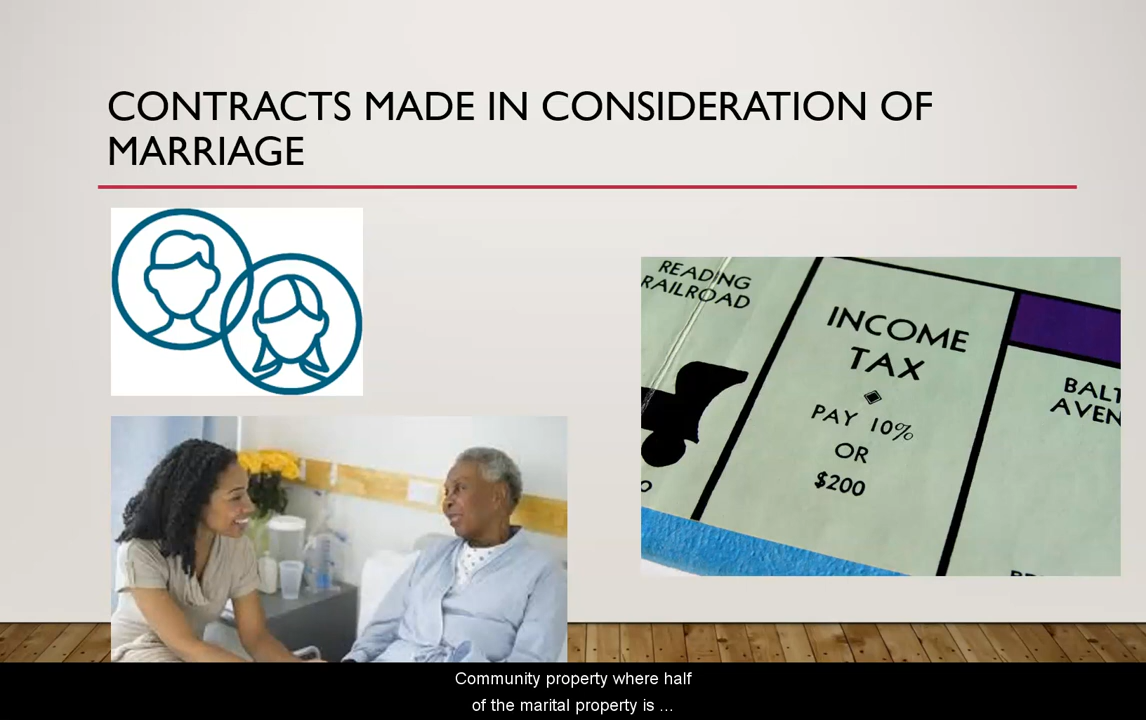 CONTRACTS MADE IN CONSIDERATION OF
MARRIAGE
READING
RAILROAD
INCOME
TAX
PAY 10%
OR
$200
BALT
AVEN
Community property where half
of the marital property is ...